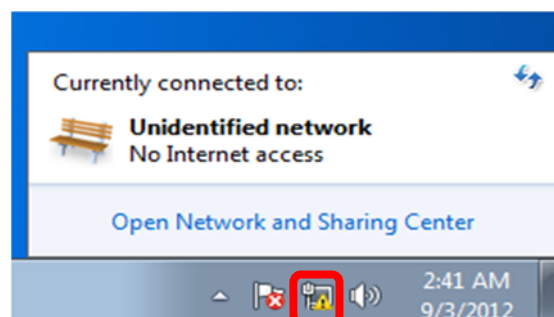 Currently connected to:
Unidentified network
No Internet access
Open Network and Sharing Center
2:41 AM
9/3/2012